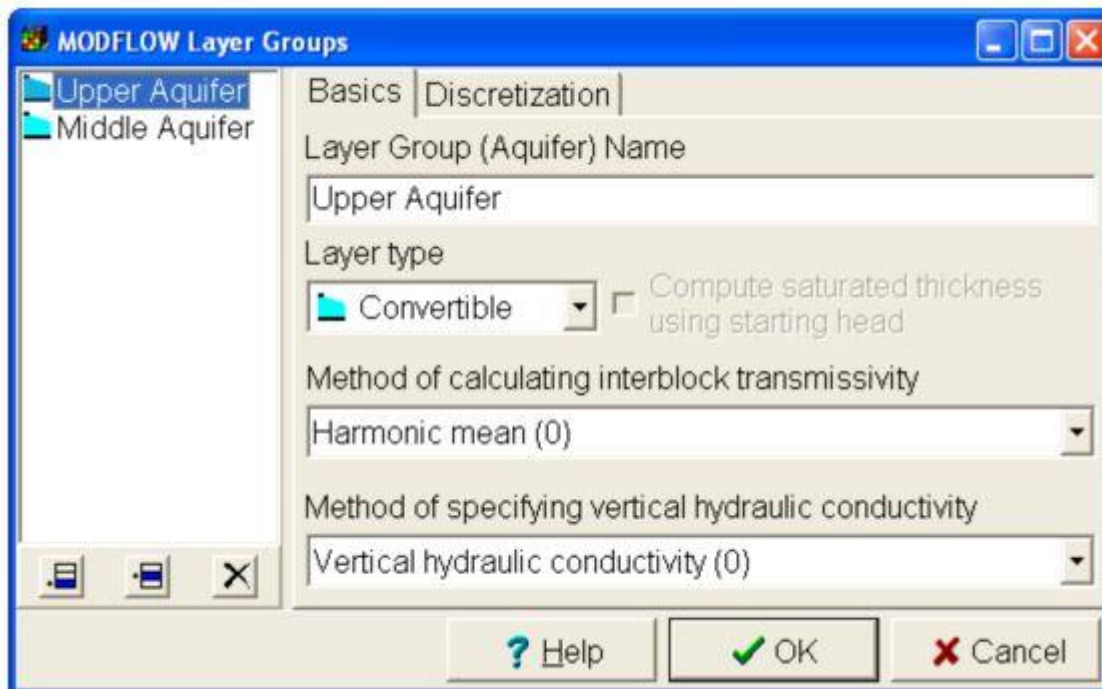 MODFLOW Layer Groups
Upper Aquifer
Middle Aquifer
Basics
Discretization
Layer Group (Aquifer) Name
Upper Aquifer
Layer type
Convertible
Compute saturated thickness
using starting head
Method of calculating interblock transmissivity
Harmonic mean (0)
Method of specifying vertical hydraulic conductivity
Vertical hydraulic conductivity (0)
? Help
OK
Cancel